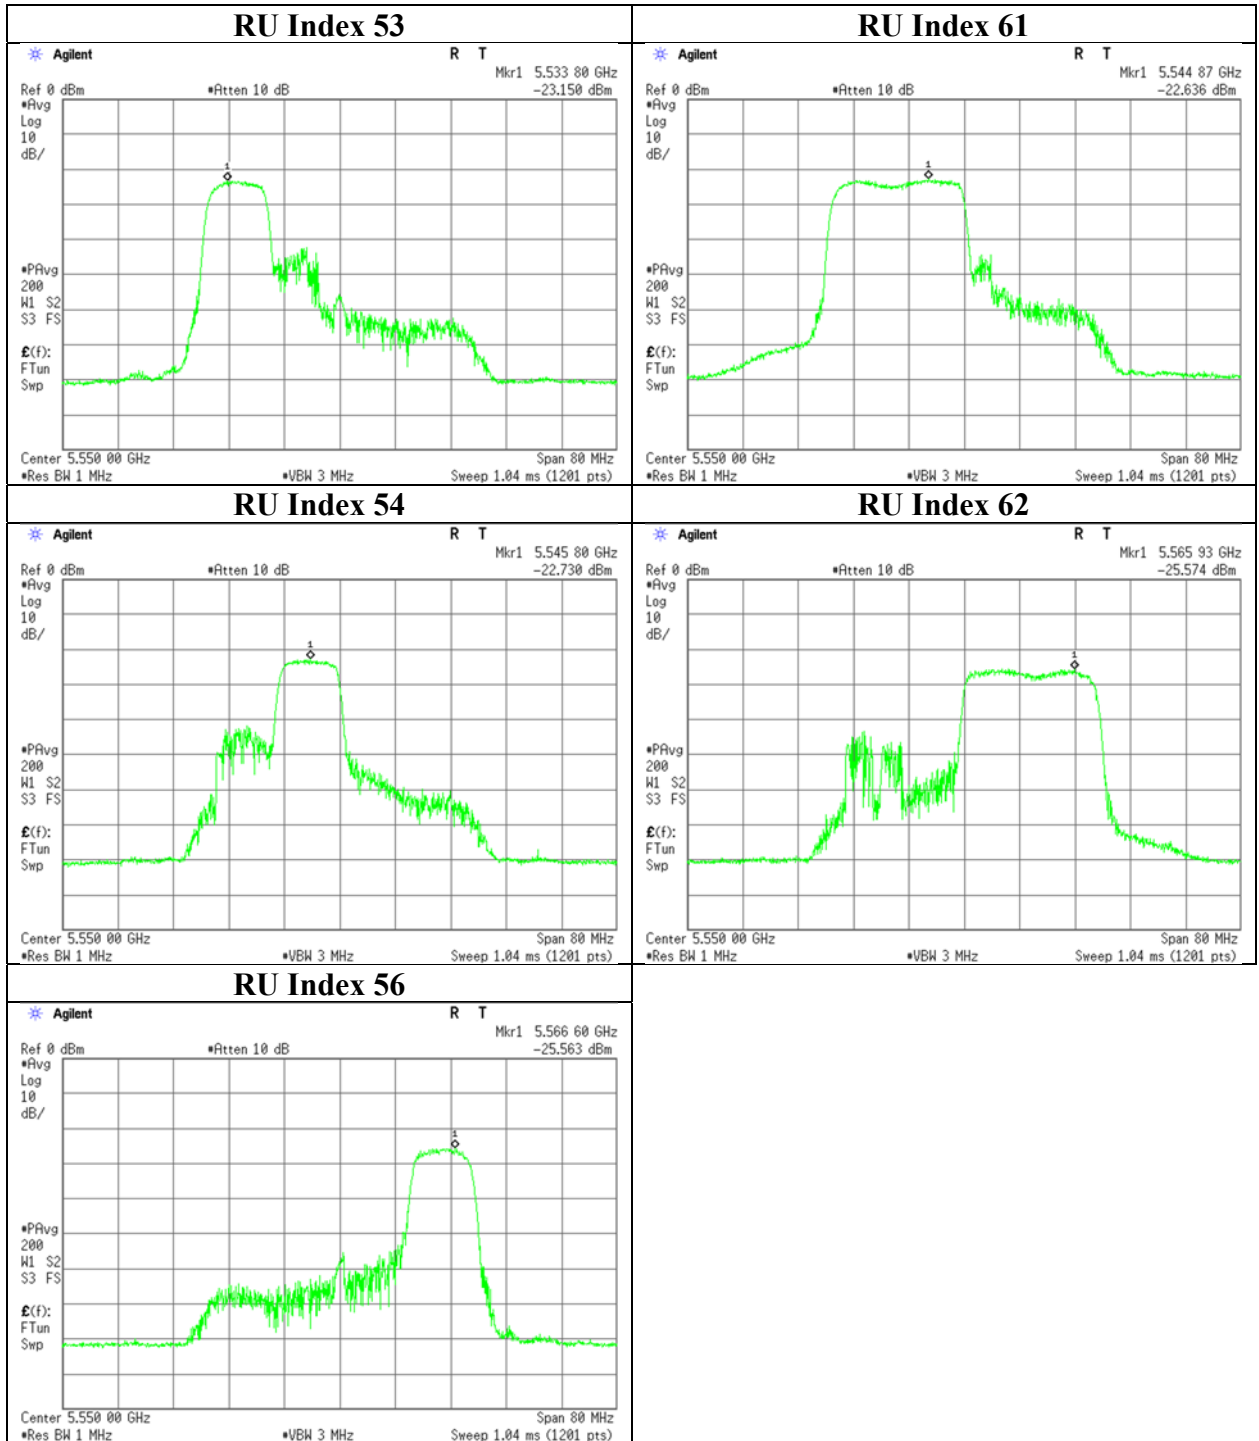 RU Index 53
Agilent R T
Mkr1 5.533 80 GHz
Ref 0 dBm #Atten 10 dB -23.150 dBm
#Avg
Log
10
dB/
1
#PAvg
200
W1 S2
S3 FS
£(f):
FTun
Swp
Center 5.550 00 GHz Span 80 MHz
#Res BW 1 MHz #VBW 3 MHz Sweep 1.04 ms (1201 pts)
RU Index 61
Agilent R T
Mkr1 5.544 87 GHz
Ref 0 dBm #Atten 10 dB -22.636 dBm
#Avg
Log
10
dB/
1
#PAvg
200
W1 S2
S3 FS
£(f):
FTun
Swp
Center 5.550 00 GHz Span 80 MHz
#Res BW 1 MHz #VBW 3 MHz Sweep 1.04 ms (1201 pts)
RU Index 54
Agilent R T
Mkr1 5.545 80 GHz
Ref 0 dBm #Atten 10 dB -22.730 dBm
#Avg
Log
10
dB/
1
#PAvg
200
W1 S2
S3 FS
£(f):
FTun
Swp
Center 5.550 00 GHz Span 80 MHz
#Res BW 1 MHz #VBW 3 MHz Sweep 1.04 ms (1201 pts)
RU Index 62
Agilent R T
Mkr1 5.565 93 GHz
Ref 0 dBm #Atten 10 dB -25.574 dBm
#Avg
Log
10
dB/
1
#PAvg
200
W1 S2
S3 FS
£(f):
FTun
Swp
Center 5.550 00 GHz Span 80 MHz
#Res BW 1 MHz #VBW 3 MHz Sweep 1.04 ms (1201 pts)
RU Index 56
Agilent R T
Mkr1 5.566 60 GHz
Ref 0 dBm #Atten 10 dB -25.563 dBm
#Avg
Log
10
dB/
1
#PAvg
200
W1 S2
S3 FS
£(f):
FTun
Swp
Center 5.550 00 GHz Span 80 MHz
#Res BW 1 MHz #VBW 3 MHz Sweep 1.04 ms (1201 pts)